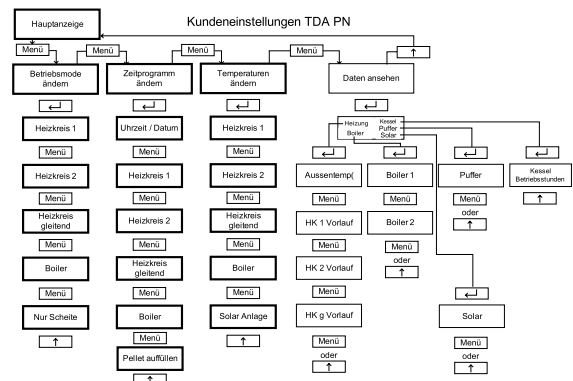 Kundeneinstellungen TDA PN
Hauptanzeige
Menü
Menü
Menü
Menü
↑
Betriebsmode
ändern
Zeitprogramm
ändern
Temperaturen
ändern
Daten ansehen
Heizkreis 1
Menü
Heizkreis 2
Menü
Heizkreis
gleitend
Menü
Boiler
Menü
Nur Scheite
↑
Uhrzeit / Datum
Menü
Heizkreis 1
Menü
Heizkreis 2
Menü
Heizkreis
gleitend
Menü
Boiler
Menü
Pellet auffüllen
↑
Heizkreis 1
Menü
Heizkreis 2
Menü
Heizkreis
gleitend
Menü
Boiler
Menü
Solar Anlage
↑
Heizung
Boiler
Kessel
Puffer
Solar
Aussentemp(
Menü
HK 1 Vorlauf
Menü
HK 2 Vorlauf
Menü
HK g Vorlauf
Menü
oder
↑
Boiler 1
Menü
Boiler 2
Menü
oder
↑
Puffer
Menü
oder
↑
Kessel
Betriebsstunden
↑
Solar
Menü
oder
↑